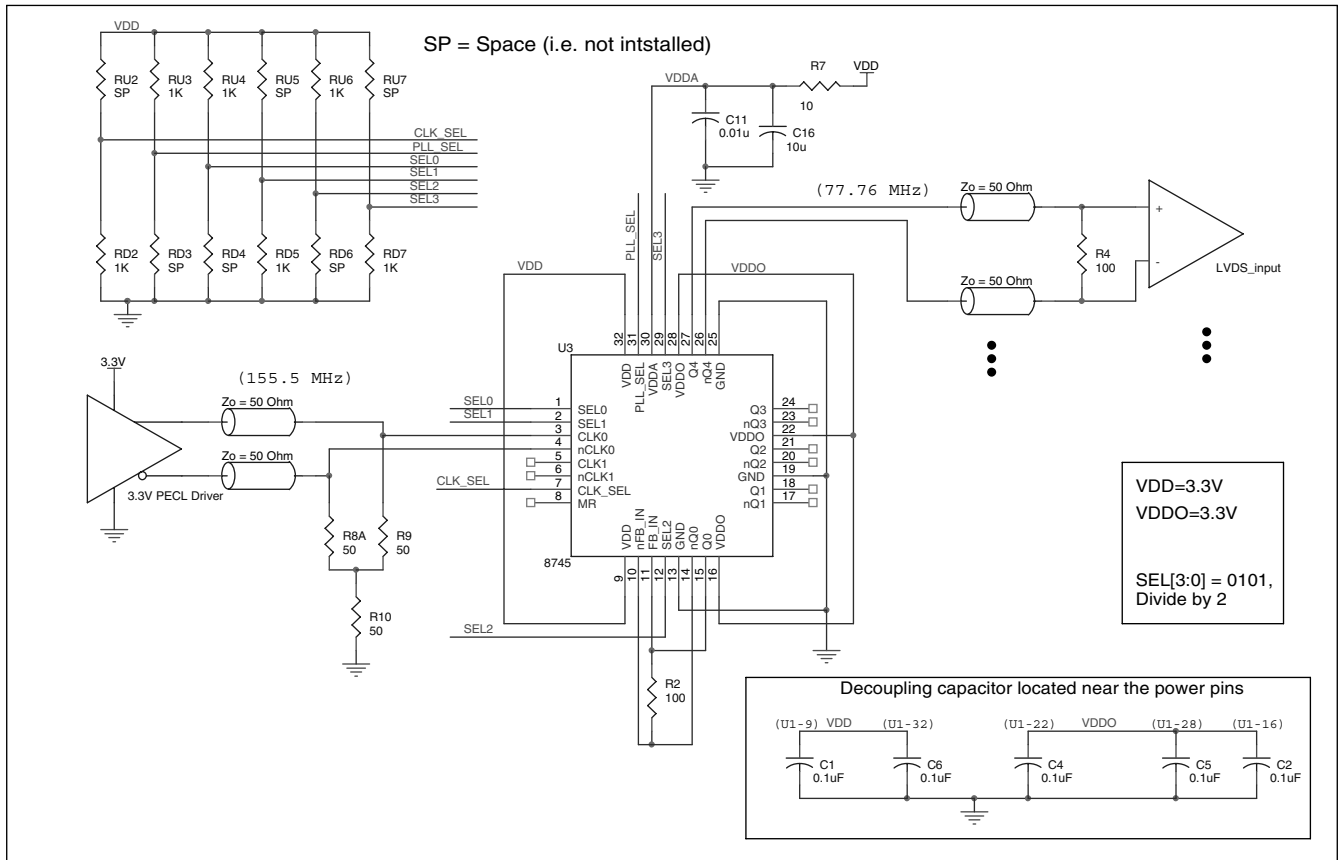 VDD
SP = Space (i.e. not intstalled)
RU2
SP
RU3
1K
RU4
1K
RU5
SP
RU6
1K
RU7
SP
CLK_SEL
PLL_SEL
SEL0
SEL1
SEL2
SEL3
RD2
1K
RD3
SP
RD4
SP
RD5
1K
RD6
SP
RD7
1K
VDDA
R7
10
VDD
C11
0.01u
C16
10u
(77.76 MHz)
Zo = 50 Ohm
Zo = 50 Ohm
R4
100
+
-
LVDS_input
VDD
PLL_SEL
SEL3
VDDO
3.3V
(155.5 MHz)
Zo = 50 Ohm
Zo = 50 Ohm
3.3V PECL Driver
R8A
50
R9
50
R10
50
SEL0
SEL1
CLK_SEL
SEL2
U3
32 31 30 29 28 27 26 25
VDD PLL_SEL VDDA SEL3 VDDO Q4 nQ4 GND
1 SEL0
2 SEL1
3 CLK0
4 nCLK0
5 CLK1
6 nCLK1
7 CLK_SEL
8 MR
Q3 24
nQ3 23
VDDO 22
Q2 21
nQ2 20
GND 19
Q1 18
nQ1 17
VDD nFB_IN FB_IN SEL2 GND nQ0 Q0 VDDO
9 10 11 12 13 14 15 16
8745
R2
100
VDD=3.3V
VDDO=3.3V
SEL[3:0] = 0101,
Divide by 2
Decoupling capacitor located near the power pins
(U1-9) VDD (U1-32)
(U1-22) VDDO (U1-28) (U1-16)
C1
0.1uF
C6
0.1uF
C4
0.1uF
C5
0.1uF
C2
0.1uF